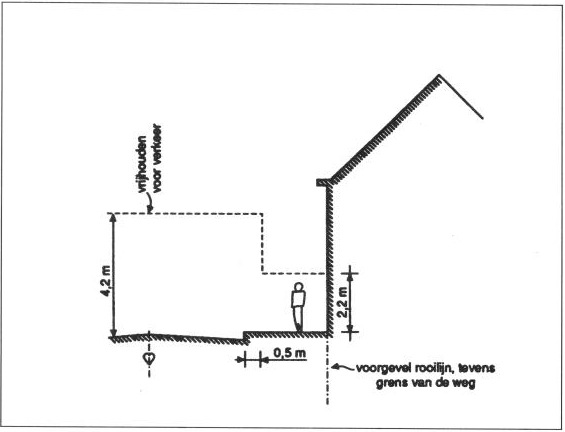 vrijhouden
voor verkeer
4,2 m
2,2 m
0,5 m
voorgevel rooilijn, tevens
grens van de weg